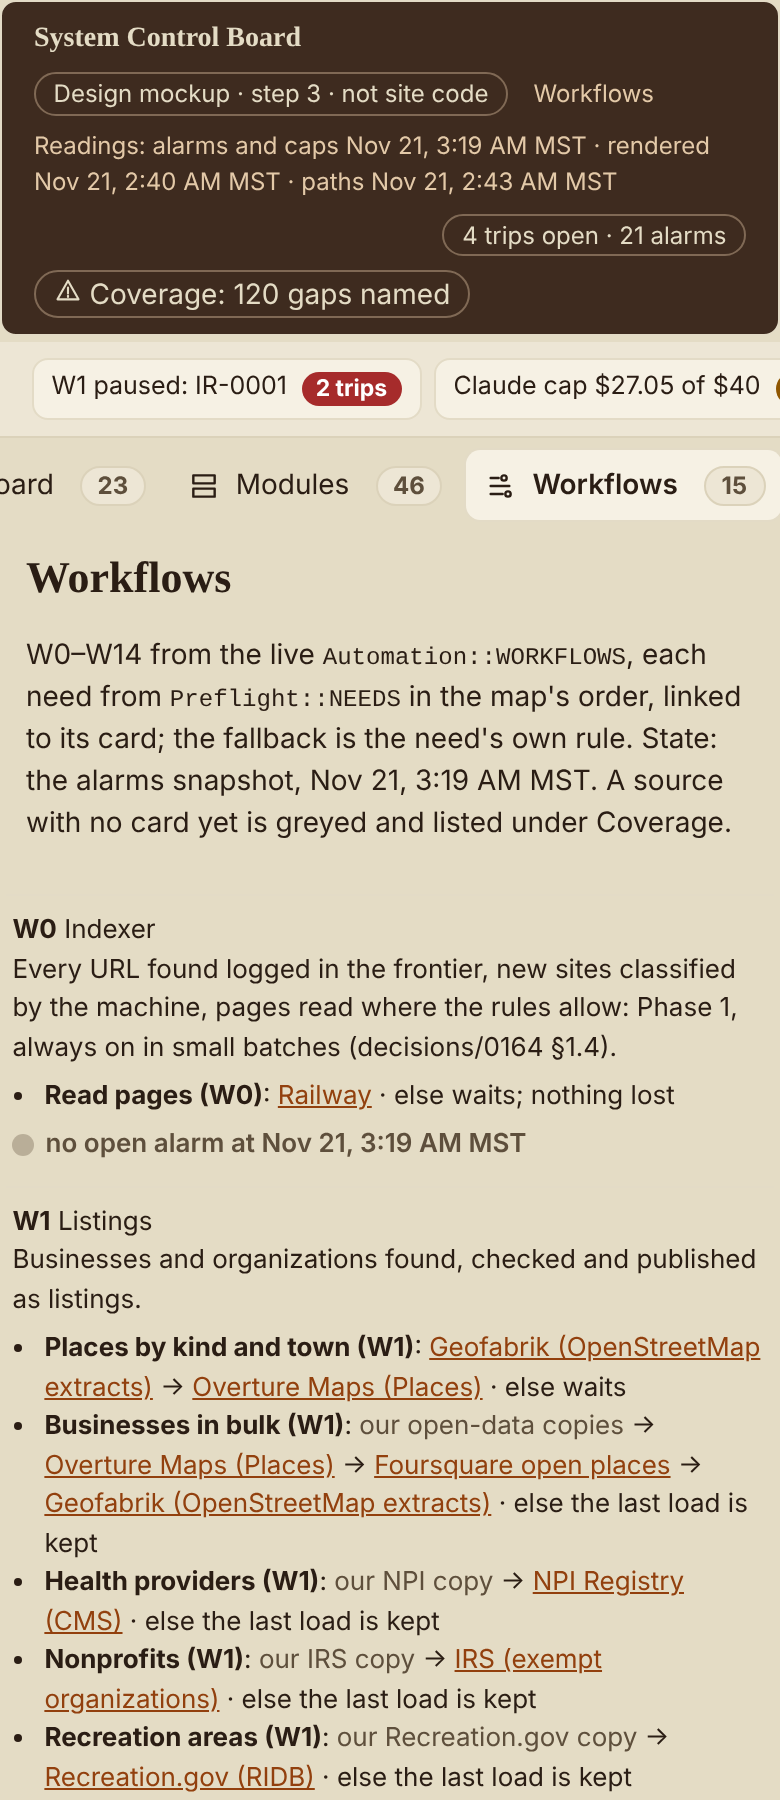 System Control Board
Design mockup · step 3 · not site code Workflows
Readings: alarms and caps Nov 21, 3:19 AM MST · rendered
Nov 21, 2:40 AM MST · paths Nov 21, 2:43 AM MST
4 trips open · 21 alarms
⚠ Coverage: 120 gaps named
W1 paused: IR-0001 2 trips Claude cap $27.05 of $40
oard 23 Modules 46 Workflows 15
Workflows
W0–W14 from the live Automation::WORKFLOWS, each
need from Preflight::NEEDS in the map's order, linked
to its card; the fallback is the need's own rule. State:
the alarms snapshot, Nov 21, 3:19 AM MST. A source
with no card yet is greyed and listed under Coverage.
W0 Indexer
Every URL found logged in the frontier, new sites classified
by the machine, pages read where the rules allow: Phase 1,
always on in small batches (decisions/0164 §1.4).
• Read pages (W0): Railway · else waits; nothing lost
no open alarm at Nov 21, 3:19 AM MST
W1 Listings
Businesses and organizations found, checked and published
as listings.
• Places by kind and town (W1): Geofabrik (OpenStreetMap
extracts) → Overture Maps (Places) · else waits
• Businesses in bulk (W1): our open-data copies →
Overture Maps (Places) → Foursquare open places →
Geofabrik (OpenStreetMap extracts) · else the last load is
kept
• Health providers (W1): our NPI copy → NPI Registry
(CMS) · else the last load is kept
• Nonprofits (W1): our IRS copy → IRS (exempt
organizations) · else the last load is kept
• Recreation areas (W1): our Recreation.gov copy →
Recreation.gov (RIDB) · else the last load is kept